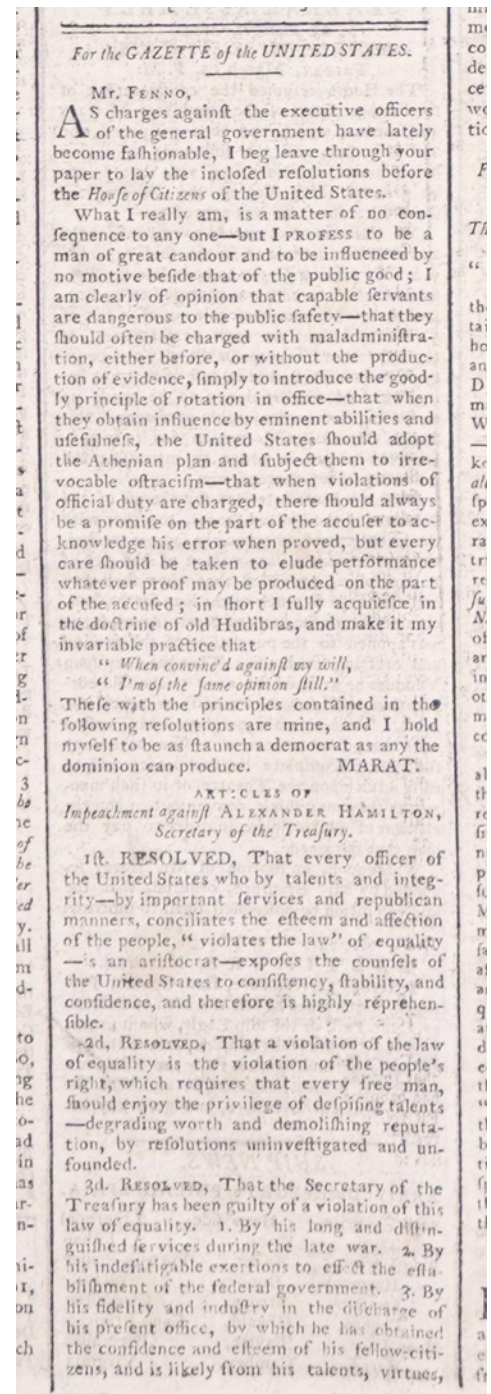 For the GAZETTE of the UNITED STATES.
Mr. FENNO,
AS charges againſt the executive officers
of the general government have lately
become faſhionable, I beg leave through your
paper to lay the incloſed reſolutions before
the Houſe of Citizens of the United States.
What I really am, is a matter of no con-
ſequence to any one—but I PROFESS to be a
man of great candour and to be influenced by
no motive beſide that of the public good; I
am clearly of opinion that capable ſervants
are dangerous to the public ſafety—that they
ſhould often be charged with maladminiſtra-
tion, either before, or without the produc-
tion of evidence, ſimply to introduce the good-
ly principle of rotation in office—that when
they obtain influence by eminent abilities and
uſefulneſs, the United States ſhould adopt
the Athenian plan and ſubject them to irre-
vocable oſtraciſm—that when violations of
official duty are charged, there ſhould always
be a promiſe on the part of the accuſer to ac-
knowledge his error when proved, but every
care ſhould be taken to elude performance
whatever proof may be produced on the part
of the accuſed; in ſhort I fully acquieſce in
the doctrine of old Hudibras, and make it my
invariable practice that
" When convinc'd againſt my will,
" I'm of the ſame opinion ſtill."
Theſe with the principles contained in the
following reſolutions are mine, and I hold
myſelf to be as ſtaunch a democrat as any the
dominion can produce. MARAT.
ARTICLES OF
Impeachment againſt ALEXANDER HAMILTON,
Secretary of the Treaſury.
1ſt. RESOLVED, That every officer of
the United States who by talents and integ-
rity—by important ſervices and republican
manners, conciliates the eſteem and affection
of the people, " violates the law" of equality
—'s an ariſtocrat—expoſes the counſels of
the United States to conſiſtency, ſtability, and
confidence, and therefore is highly reprehen-
ſible.
2d, RESOLVED, That a violation of the law
of equality is the violation of the people's
right, which requires that every free man,
ſhould enjoy the privilege of deſpiſing talents
—degrading worth and demoliſhing reputa-
tion, by reſolutions uninveſtigated and un-
founded.
3d. RESOLVED, That the Secretary of the
Treaſury has been guilty of a violation of this
law of equality. 1. By his long and diſtin-
guiſhed ſervices during the late war. 2. By
his indefatigable exertions to effect the eſta-
bliſhment of the federal government. 3. By
his fidelity and induſtry in the diſcharge of
his preſent office, by which he has obtained
the confidence and eſteem of his fellow-citi-
zens, and is likely from his talents, virtues,